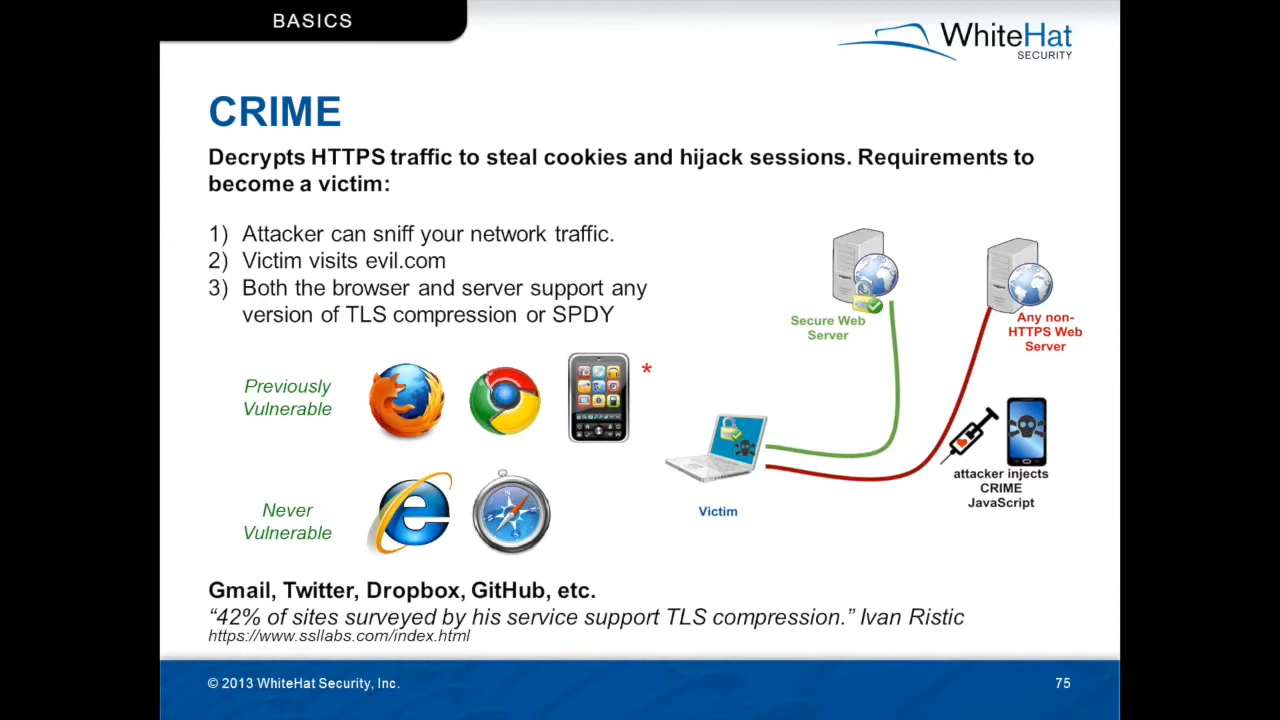 BASICS
WhiteHat
SECURITY
CRIME
Decrypts HTTPS traffic to steal cookies and hijack sessions. Requirements to
become a victim:
1) Attacker can sniff your network traffic.
2) Victim visits evil.com
3) Both the browser and server support any
version of TLS compression or SPDY
Secure Web
Server
Any non-
HTTPS Web
Server
Previously
Vulnerable
*
attacker injects
CRIME
JavaScript
Victim
Never
Vulnerable
Gmail, Twitter, Dropbox, GitHub, etc.
“42% of sites surveyed by his service support TLS compression.” Ivan Ristic
https://www.ssllabs.com/index.html
© 2013 WhiteHat Security, Inc.
75